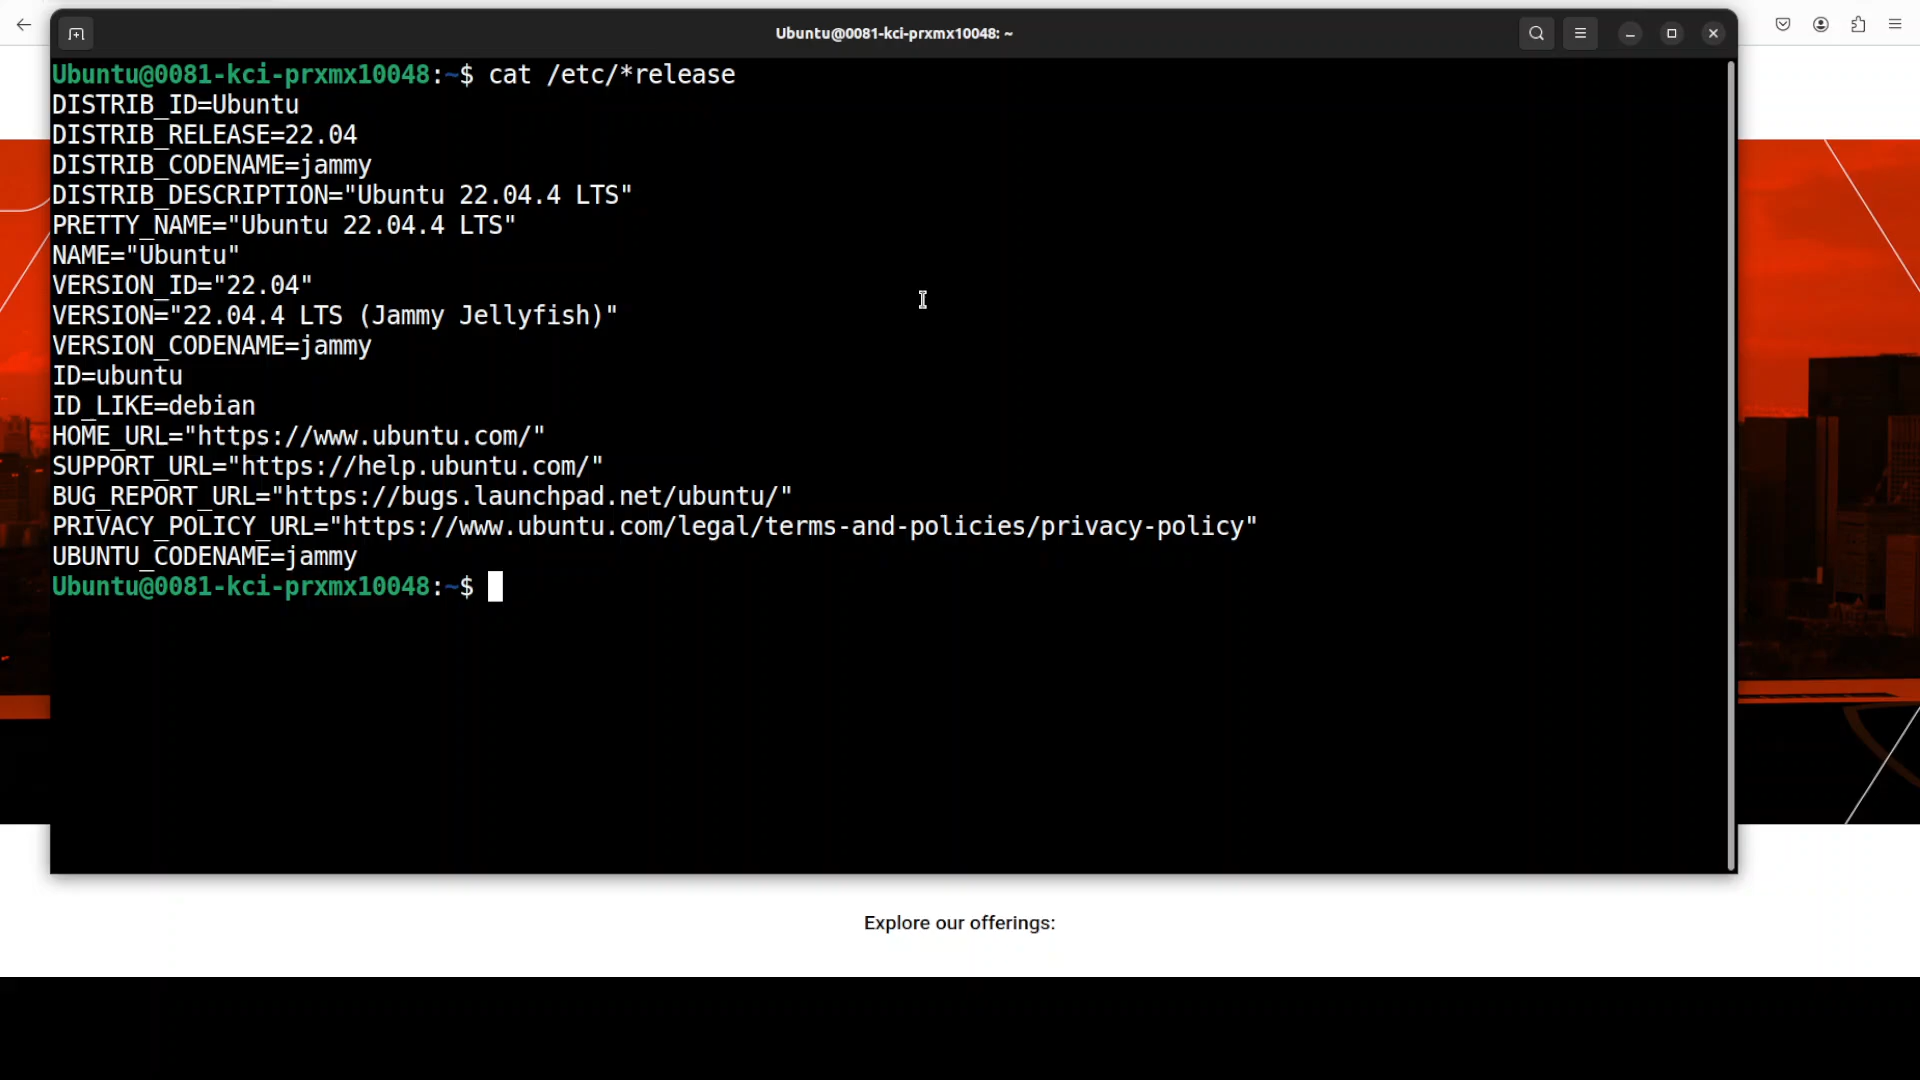 Ubuntu@0081-kci-prxmx10048: ~
Ubuntu@0081-kci-prxmx10048:~$ cat /etc/*release
DISTRIB_ID=Ubuntu
DISTRIB_RELEASE=22.04
DISTRIB_CODENAME=jammy
DISTRIB_DESCRIPTION="Ubuntu 22.04.4 LTS"
PRETTY_NAME="Ubuntu 22.04.4 LTS"
NAME="Ubuntu"
VERSION_ID="22.04"
VERSION="22.04.4 LTS (Jammy Jellyfish)"
VERSION_CODENAME=jammy
ID=ubuntu
ID_LIKE=debian
HOME_URL="https://www.ubuntu.com/"
SUPPORT_URL="https://help.ubuntu.com/"
BUG_REPORT_URL="https://bugs.launchpad.net/ubuntu/"
PRIVACY_POLICY_URL="https://www.ubuntu.com/legal/terms-and-policies/privacy-policy"
UBUNTU_CODENAME=jammy
Ubuntu@0081-kci-prxmx10048:~$
Explore our offerings: